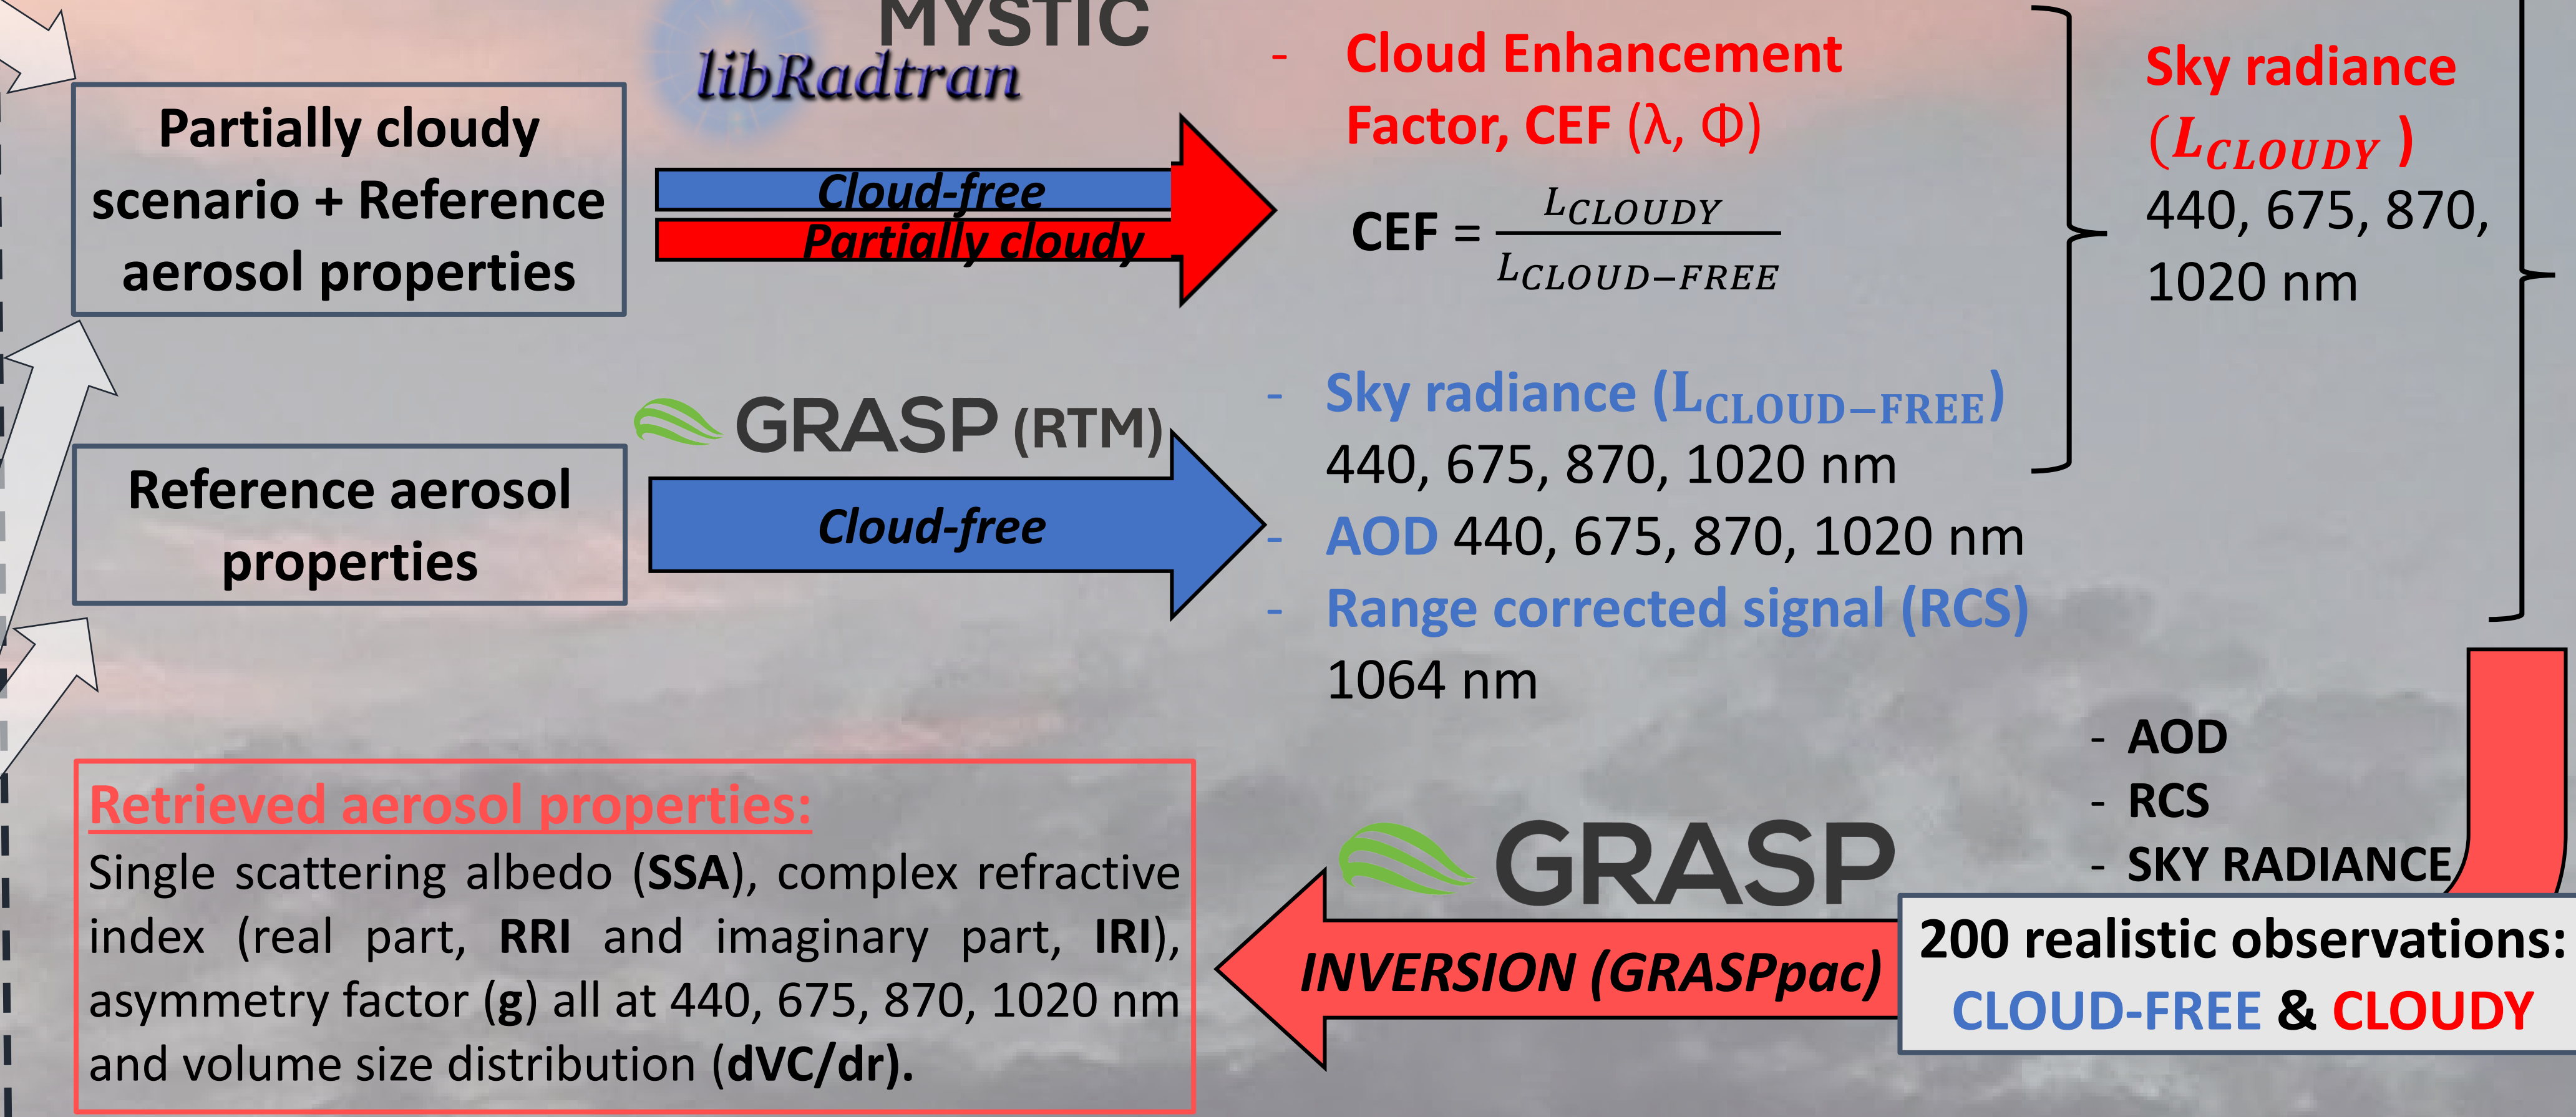 MYSTIC
libRadtran
Partially cloudy
scenario + Reference
aerosol properties
Cloud-free
Partially cloudy
- Cloud Enhancement
Factor, CEF (λ, Φ)
CEF = L_CLOUDY / L_CLOUD−FREE
Sky radiance
(L_CLOUDY )
440, 675, 870,
1020 nm
Reference aerosol
properties
GRASP (RTM)
Cloud-free
- Sky radiance (L_CLOUD−FREE)
440, 675, 870, 1020 nm
- AOD 440, 675, 870, 1020 nm
- Range corrected signal (RCS)
1064 nm
- AOD
- RCS
- SKY RADIANCE
200 realistic observations:
CLOUD-FREE & CLOUDY
GRASP
INVERSION (GRASPpac)
Retrieved aerosol properties:
Single scattering albedo (SSA), complex refractive
index (real part, RRI and imaginary part, IRI),
asymmetry factor (g) all at 440, 675, 870, 1020 nm
and volume size distribution (dVC/dr).